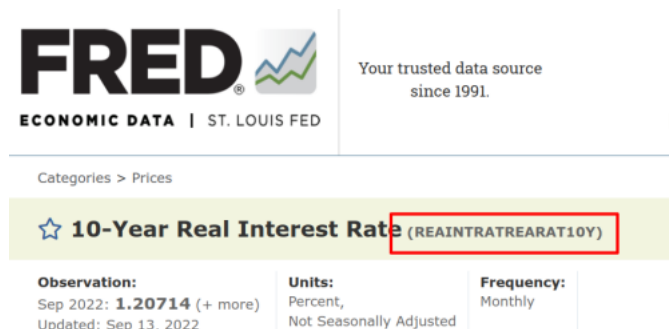 FRED®
ECONOMIC DATA | ST. LOUIS FED
Your trusted data source
since 1991.
Categories > Prices
10-Year Real Interest Rate (REAINTRATREARAT10Y)
Observation:
Sep 2022: 1.20714 (+ more)
Updated: Sep 13, 2022
Units:
Percent,
Not Seasonally Adjusted
Frequency:
Monthly